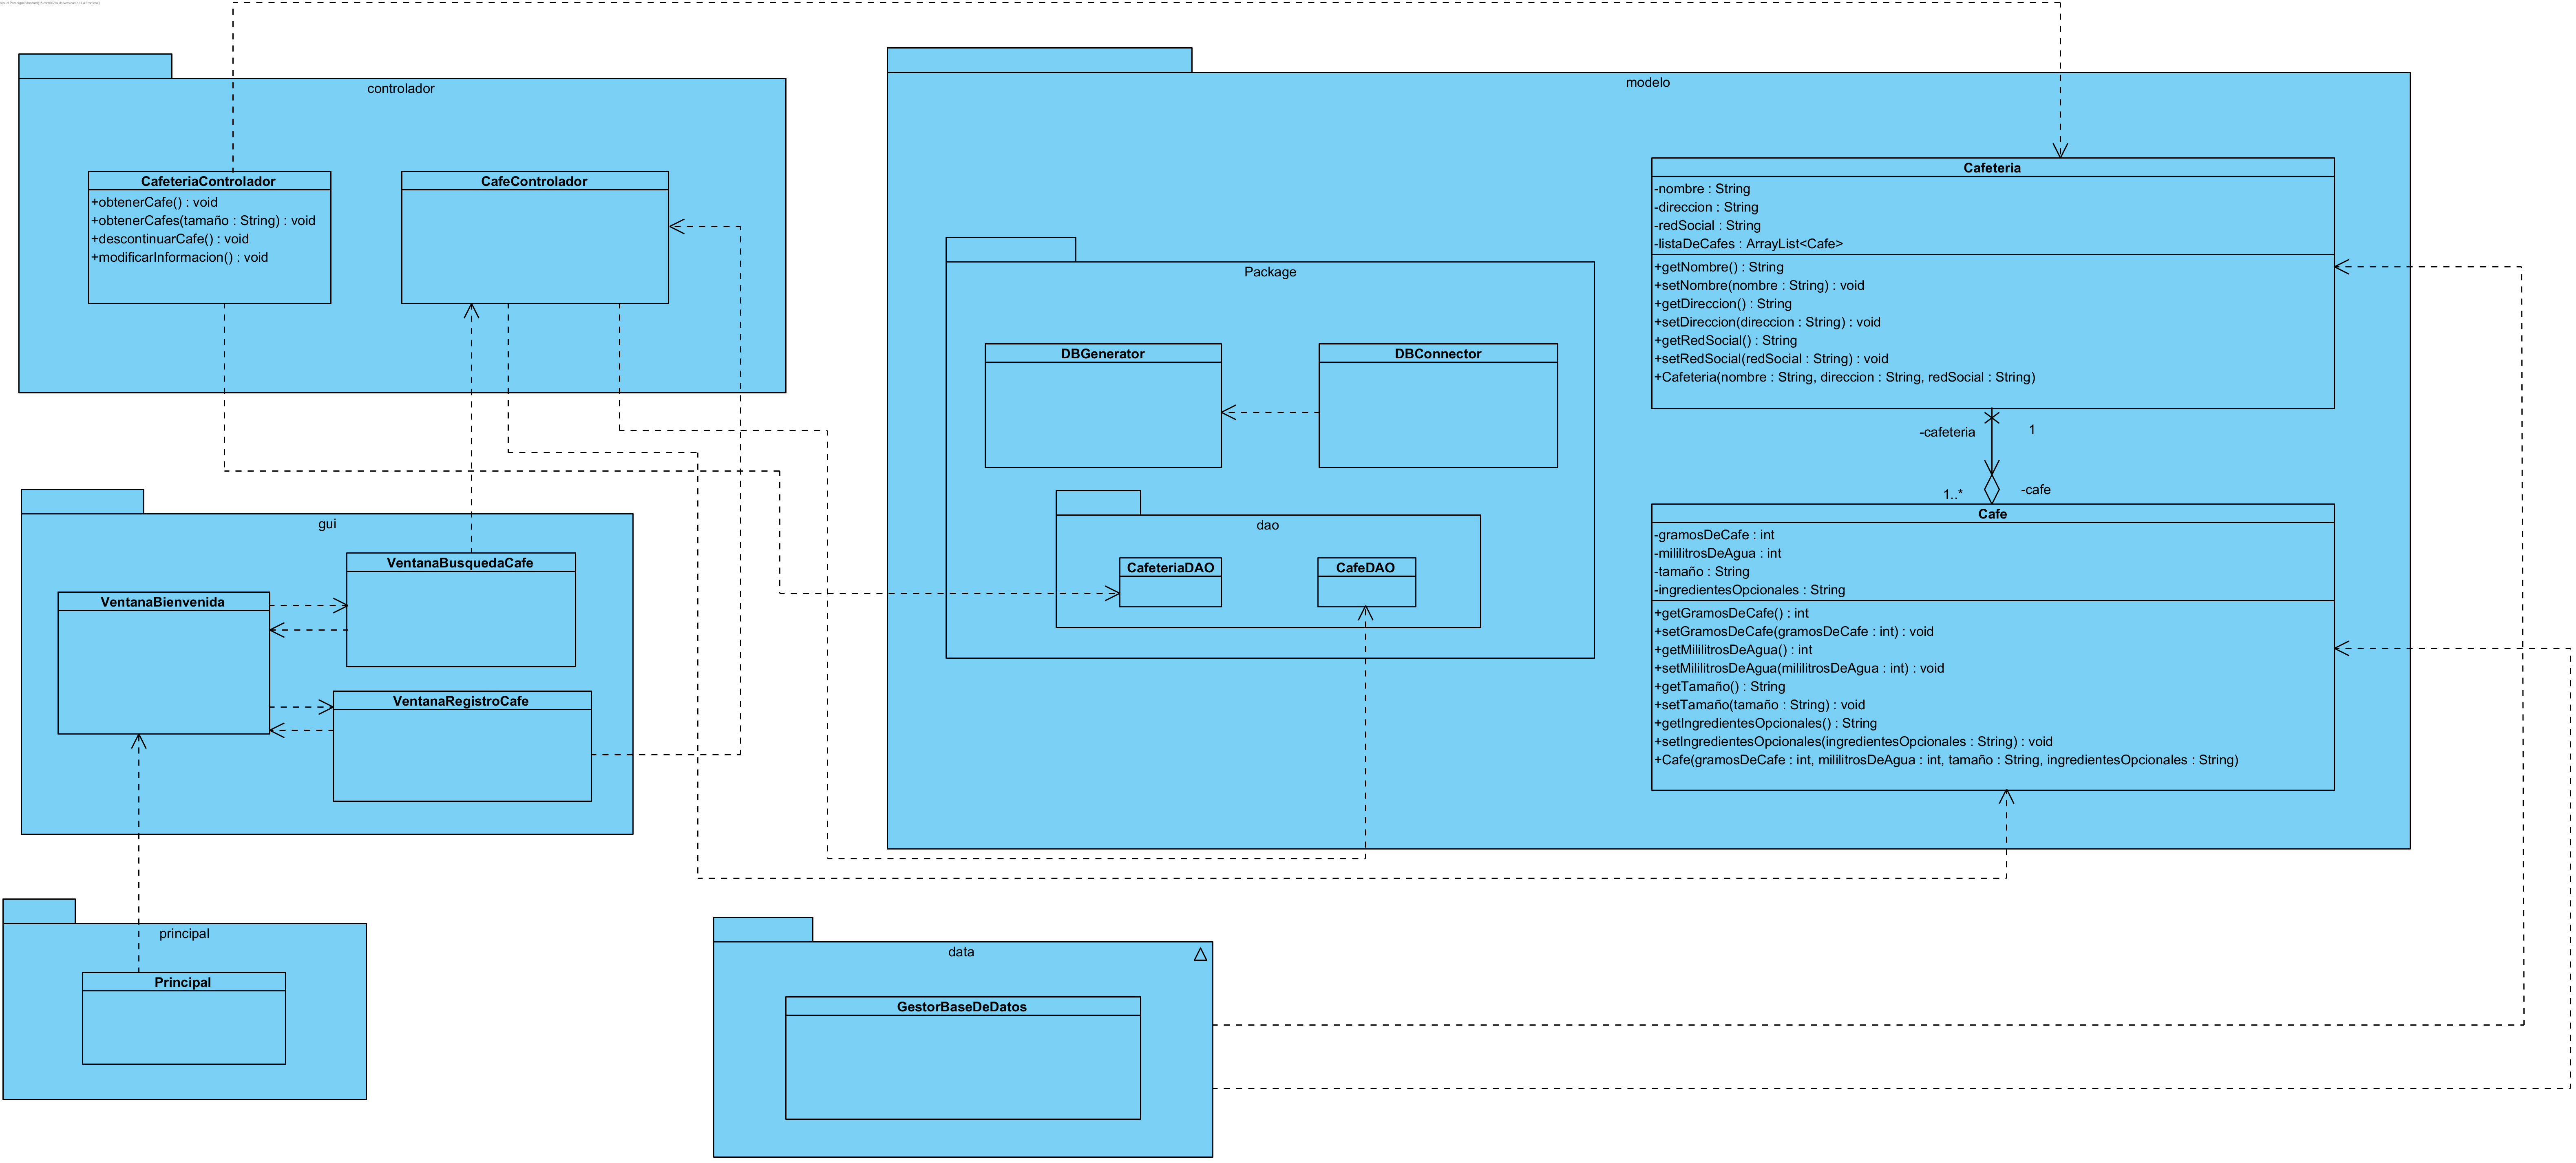 controlador
CafeteriaControlador
+obtenerCafe() : void
+obtenerCafes(tamaño : String) : void
+descontinuarCafe() : void
+modificarInformacion() : void
CafeControlador
modelo
Cafeteria
-nombre : String
-direccion : String
-redSocial : String
-listaDeCafes : ArrayList<Cafe>
+getNombre() : String
+setNombre(nombre : String) : void
+getDireccion() : String
+setDireccion(direccion : String) : void
+getRedSocial() : String
+setRedSocial(redSocial : String) : void
+Cafeteria(nombre : String, direccion : String, redSocial : String)
-cafeteria
1
1..*
-cafe
Package
DBGenerator
DBConnector
dao
CafeteriaDAO
CafeDAO
Cafe
-gramosDeCafe : int
-mililitrosDeAgua : int
-tamaño : String
-ingredientesOpcionales : String
+getGramosDeCafe() : int
+setGramosDeCafe(gramosDeCafe : int) : void
+getMililitrosDeAgua() : int
+setMililitrosDeAgua(mililitrosDeAgua : int) : void
+getTamaño() : String
+setTamaño(tamaño : String) : void
+getIngredientesOpcionales() : String
+setIngredientesOpcionales(ingredientesOpcionales : String) : void
+Cafe(gramosDeCafe : int, mililitrosDeAgua : int, tamaño : String, ingredientesOpcionales : String)
gui
VentanaBusquedaCafe
VentanaBienvenida
VentanaRegistroCafe
principal
Principal
data
GestorBaseDeDatos